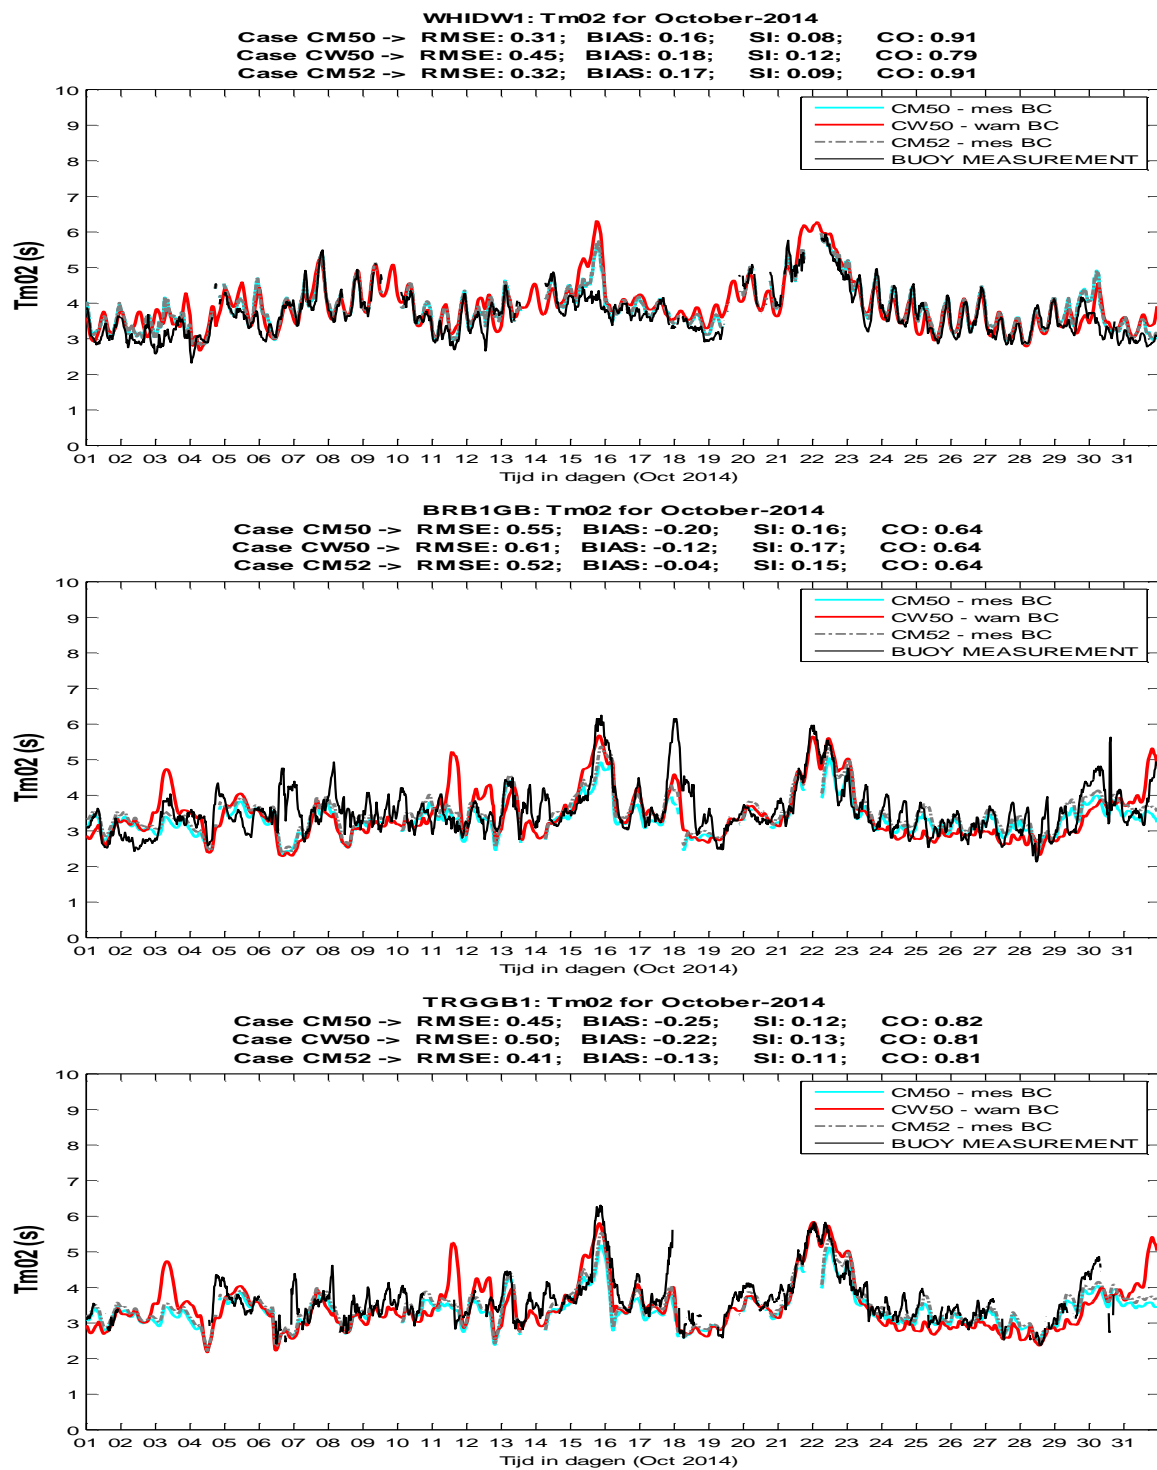 WHIDW1: Tm02 for October-2014
Case CM50 -> RMSE: 0.31; BIAS: 0.16; SI: 0.08; CO: 0.91
Case CW50 -> RMSE: 0.45; BIAS: 0.18; SI: 0.12; CO: 0.79
Case CM52 -> RMSE: 0.32; BIAS: 0.17; SI: 0.09; CO: 0.91
10
9
8
7
6
5
4
3
2
1
0
Tm02 (s)
CM50 - mes BC
CW50 - wam BC
CM52 - mes BC
BUOY MEASUREMENT
01 02 03 04 05 06 07 08 09 10 11 12 13 14 15 16 17 18 19 20 21 22 23 24 25 26 27 28 29 30 31
Tijd in dagen (Oct 2014)
BRB1GB: Tm02 for October-2014
Case CM50 -> RMSE: 0.55; BIAS: -0.20; SI: 0.16; CO: 0.64
Case CW50 -> RMSE: 0.61; BIAS: -0.12; SI: 0.17; CO: 0.64
Case CM52 -> RMSE: 0.52; BIAS: -0.04; SI: 0.15; CO: 0.64
10
9
8
7
6
5
4
3
2
1
0
Tm02 (s)
CM50 - mes BC
CW50 - wam BC
CM52 - mes BC
BUOY MEASUREMENT
01 02 03 04 05 06 07 08 09 10 11 12 13 14 15 16 17 18 19 20 21 22 23 24 25 26 27 28 29 30 31
Tijd in dagen (Oct 2014)
TRGGB1: Tm02 for October-2014
Case CM50 -> RMSE: 0.45; BIAS: -0.25; SI: 0.12; CO: 0.82
Case CW50 -> RMSE: 0.50; BIAS: -0.22; SI: 0.13; CO: 0.81
Case CM52 -> RMSE: 0.41; BIAS: -0.13; SI: 0.11; CO: 0.81
10
9
8
7
6
5
4
3
2
1
0
Tm02 (s)
CM50 - mes BC
CW50 - wam BC
CM52 - mes BC
BUOY MEASUREMENT
01 02 03 04 05 06 07 08 09 10 11 12 13 14 15 16 17 18 19 20 21 22 23 24 25 26 27 28 29 30 31
Tijd in dagen (Oct 2014)